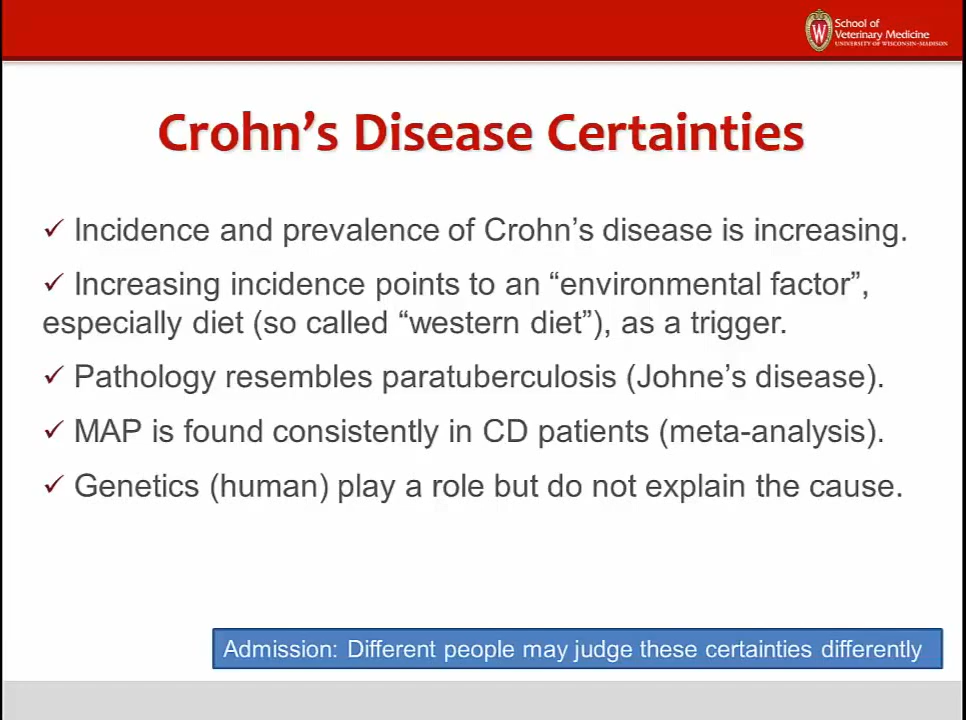 School of
Veterinary Medicine
UNIVERSITY OF WISCONSIN-MADISON
Crohn's Disease Certainties
✓ Incidence and prevalence of Crohn's disease is increasing.
✓ Increasing incidence points to an “environmental factor”,
especially diet (so called “western diet”), as a trigger.
✓ Pathology resembles paratuberculosis (Johne's disease).
✓ MAP is found consistently in CD patients (meta-analysis).
✓ Genetics (human) play a role but do not explain the cause.
Admission: Different people may judge these certainties differently